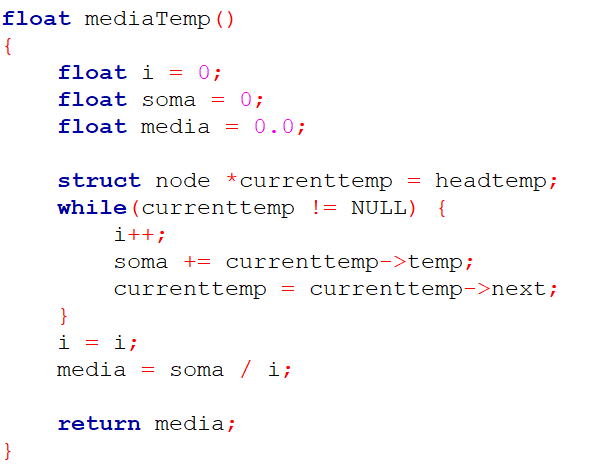 float mediaTemp()
{
    float i = 0;
    float soma = 0;
    float media = 0.0;

    struct node *currenttemp = headtemp;
    while(currenttemp != NULL) {
        i++;
        soma += currenttemp->temp;
        currenttemp = currenttemp->next;
    }
    i = i;
    media = soma / i;

    return media;
}